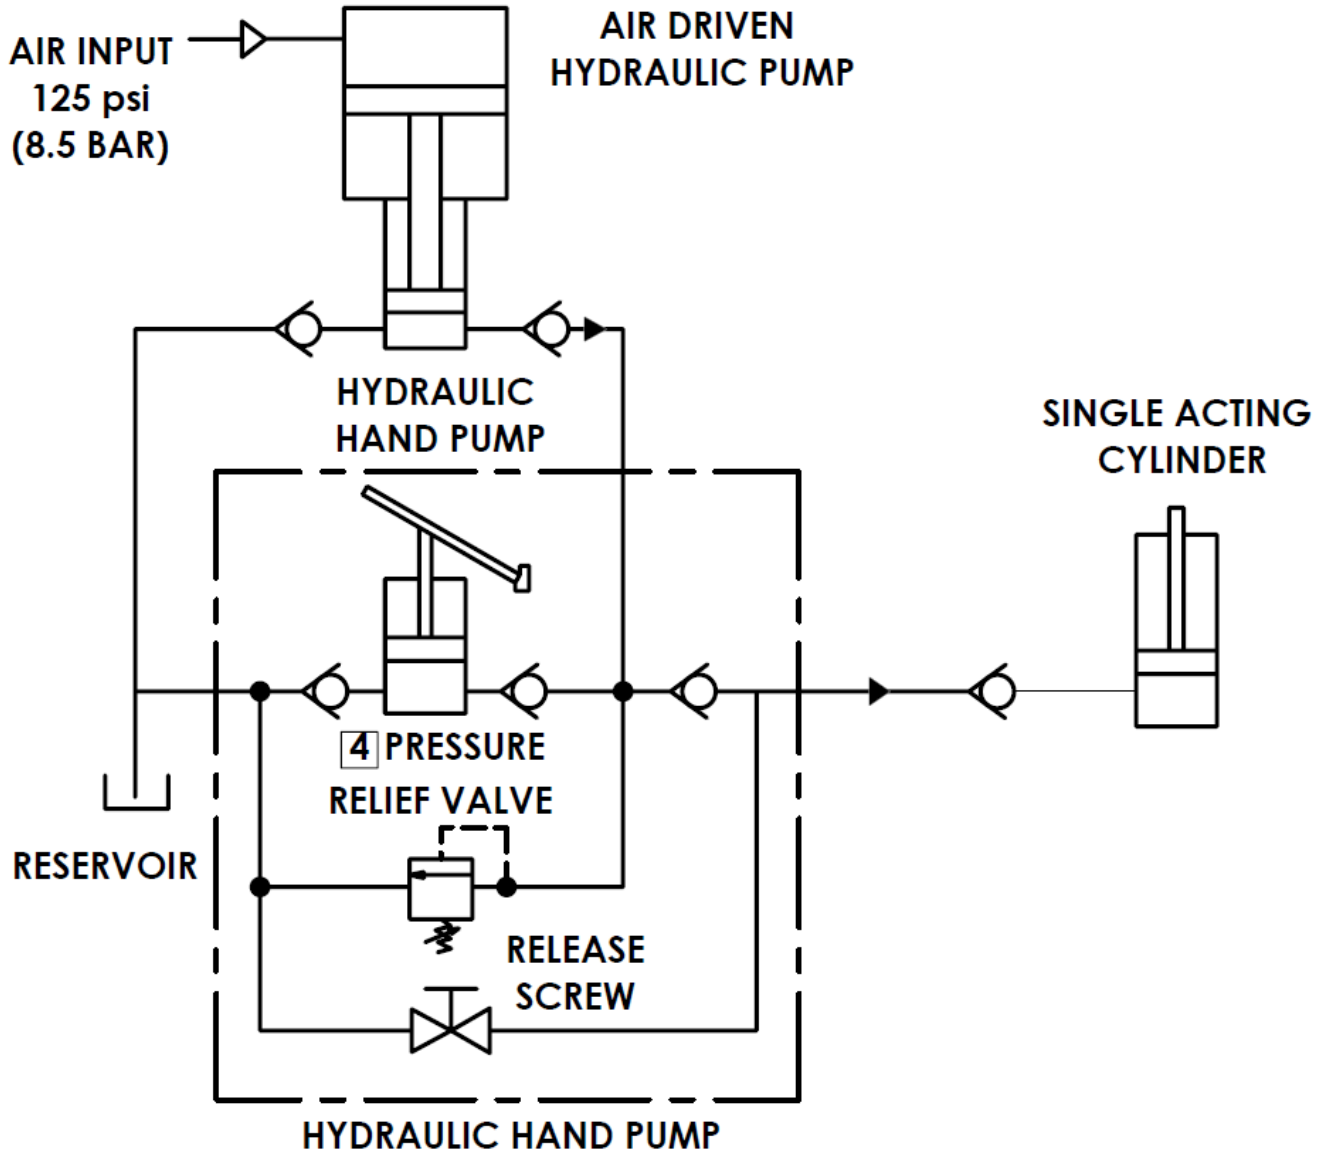 AIR INPUT
125 psi
(8.5 BAR)
AIR DRIVEN
HYDRAULIC PUMP
HYDRAULIC
HAND PUMP
SINGLE ACTING
CYLINDER
4 PRESSURE
RELIEF VALVE
RESERVOIR
RELEASE
SCREW
HYDRAULIC HAND PUMP